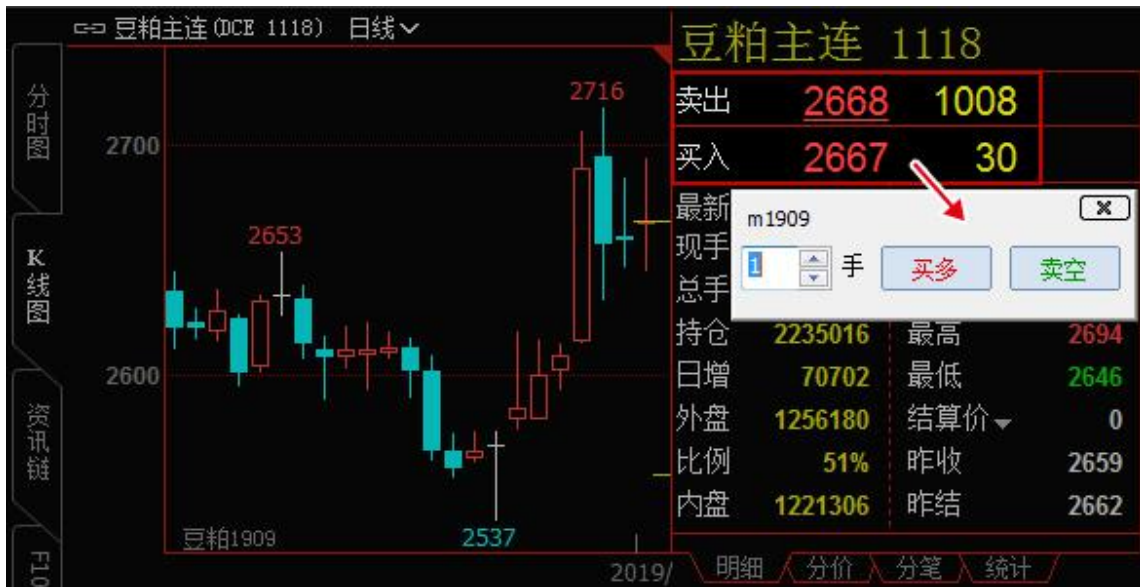 豆粕主连(DCE 1118) 日线
分时图
K线图
资讯链
F10
2716
2700
2653
2600
2537
豆粕1909
2019/
豆粕主连 1118
卖出 2668 1008
买入 2667 30
最新
现手
总手
m1909
1 手 买多 卖空
持仓 2235016 最高 2694
日增 70702 最低 2646
外盘 1256180 结算价 0
比例 51% 昨收 2659
内盘 1221306 昨结 2662
明细 分价 分笔 统计